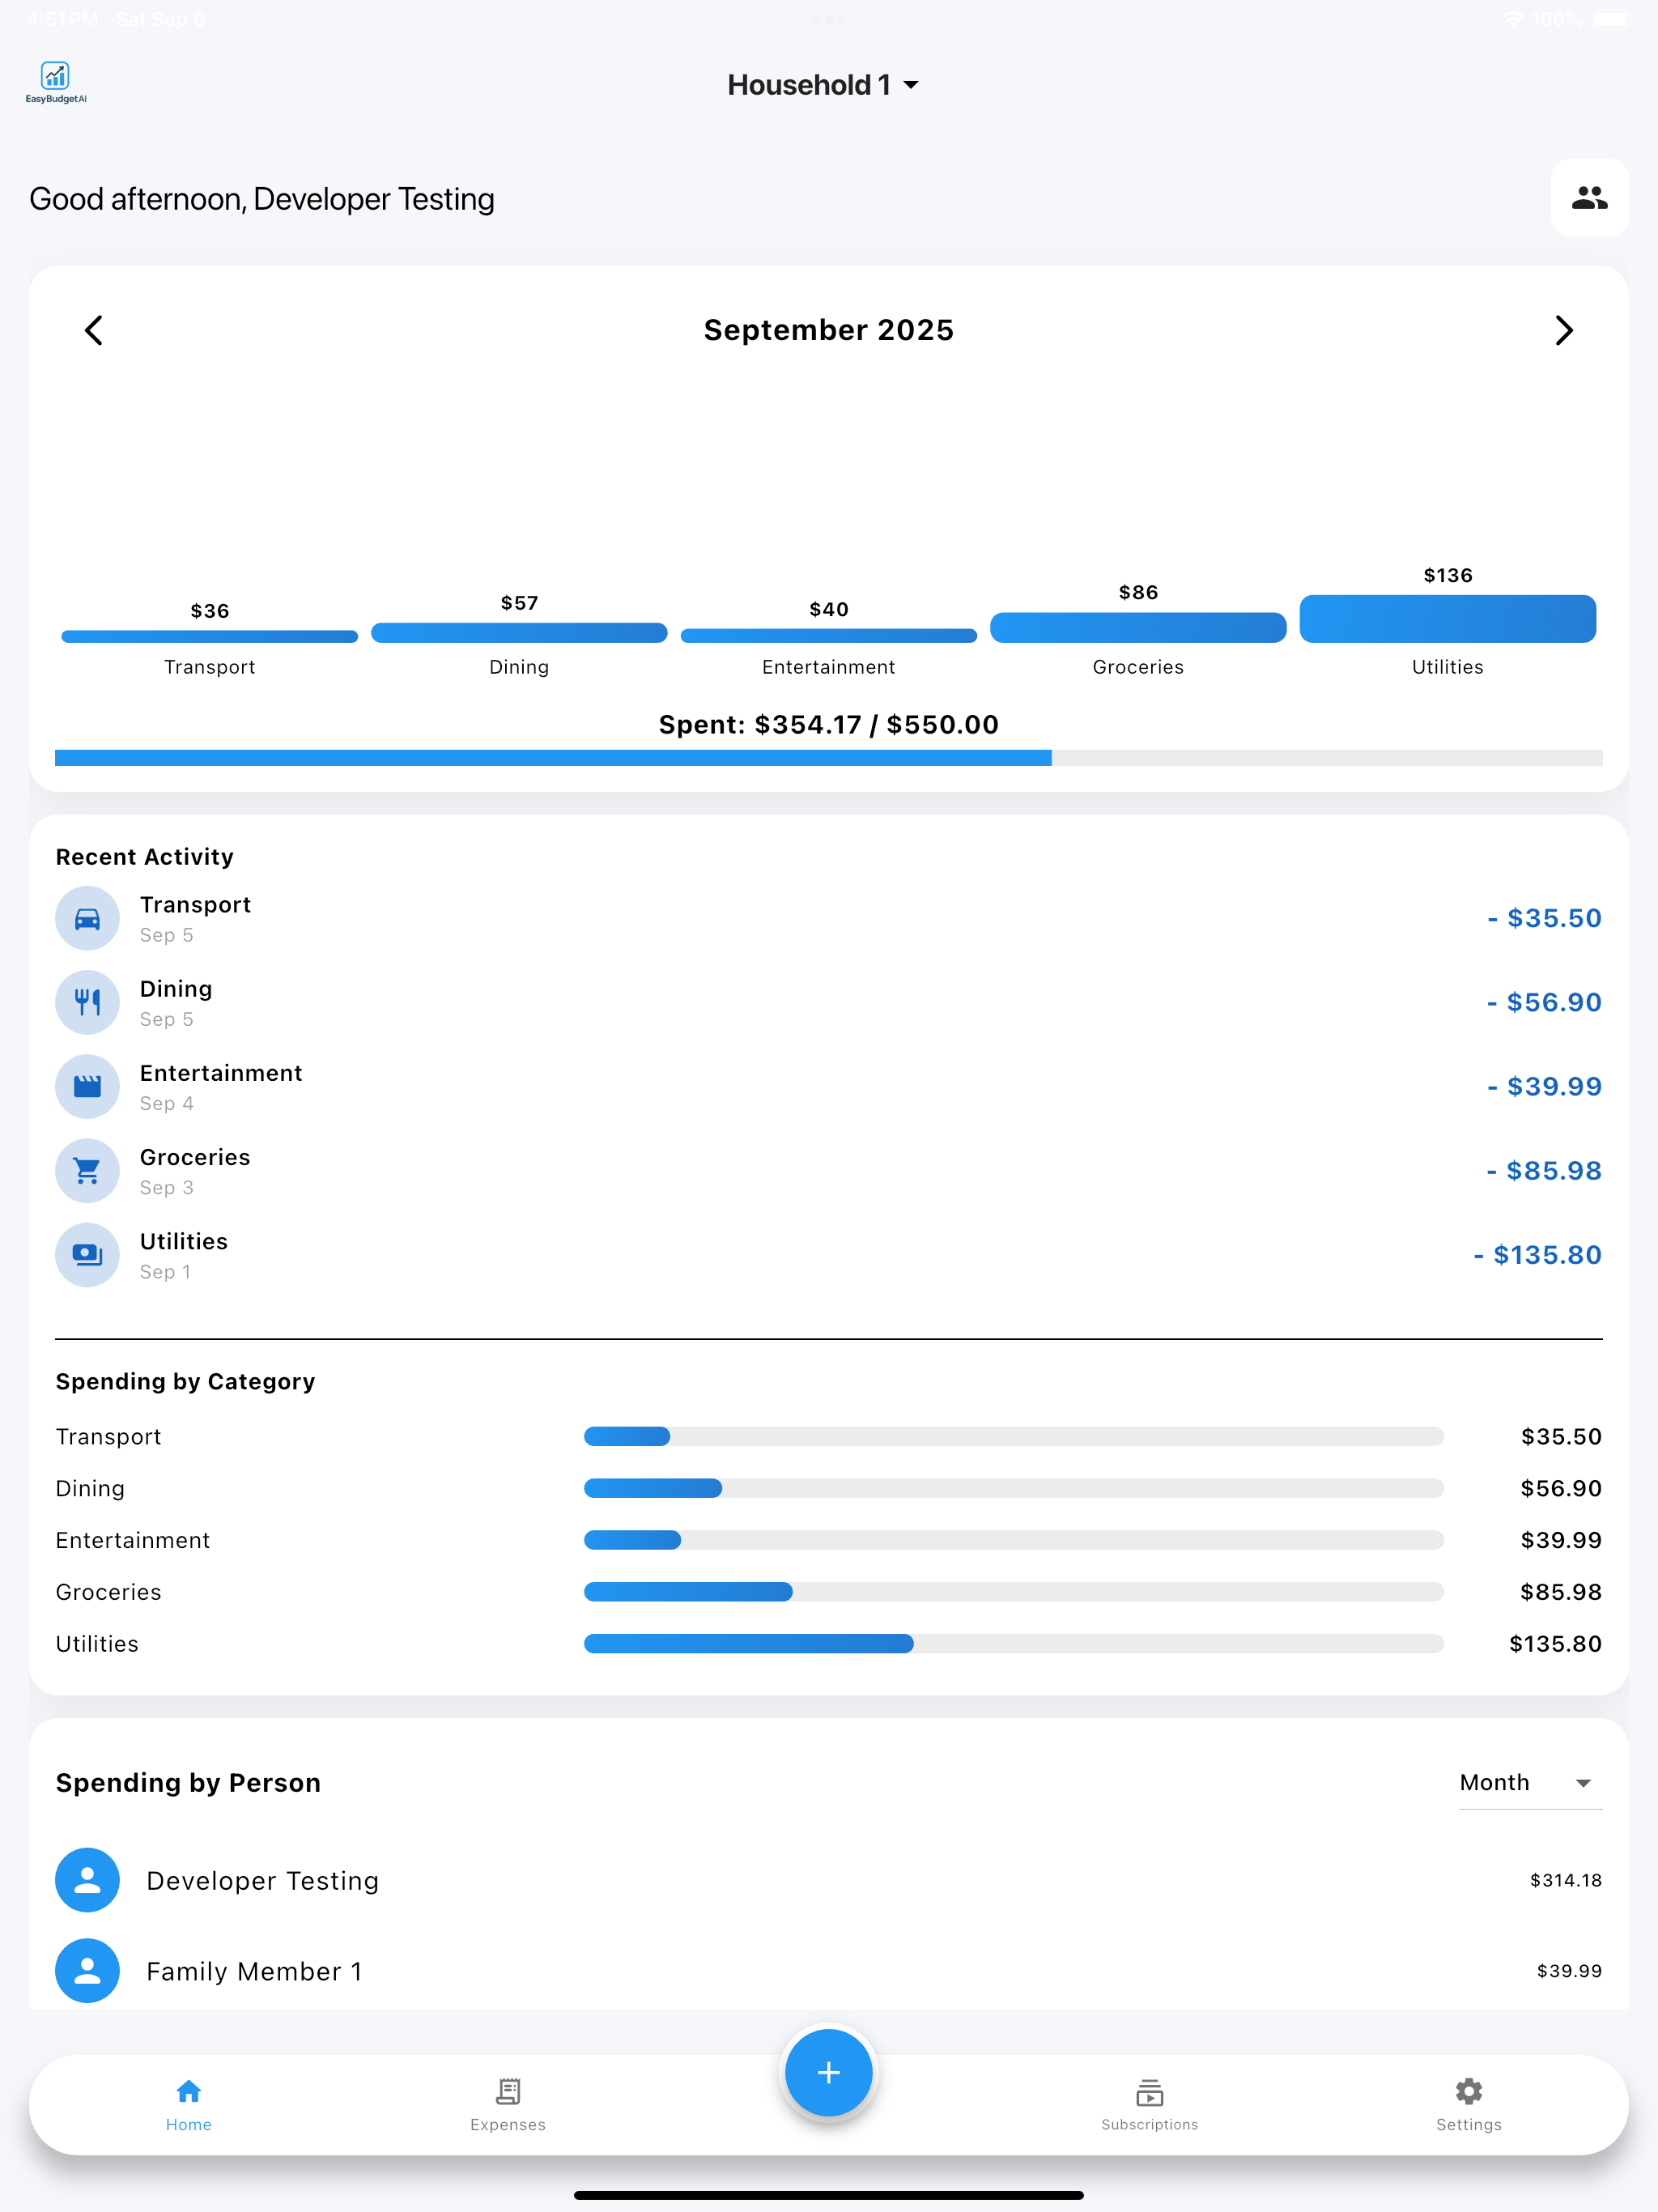 4:51 PM Sat Sep 6
100%
EasyBudgetAI
Household 1
Good afternoon, Developer Testing
September 2025
$36 $57 $40 $86 $136
Transport Dining Entertainment Groceries Utilities
Spent: $354.17 / $550.00
Recent Activity
Transport
Sep 5
- $35.50
Dining
Sep 5
- $56.90
Entertainment
Sep 4
- $39.99
Groceries
Sep 3
- $85.98
Utilities
Sep 1
- $135.80
Spending by Category
Transport $35.50
Dining $56.90
Entertainment $39.99
Groceries $85.98
Utilities $135.80
Spending by Person Month
Developer Testing $314.18
Family Member 1 $39.99
+
Home Expenses Subscriptions Settings